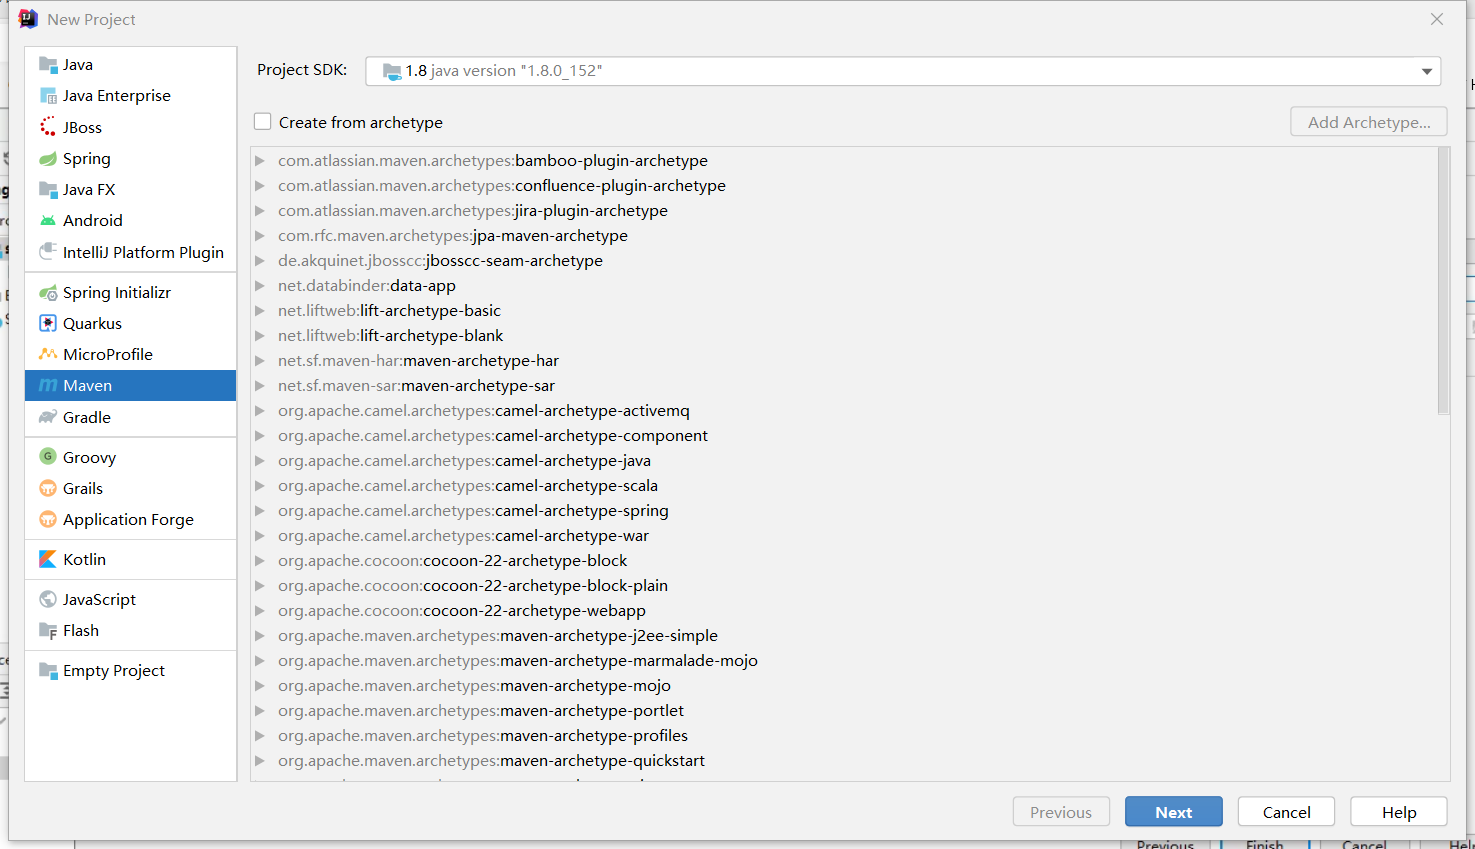 New Project
Java
Java Enterprise
JBoss
Spring
Java FX
Android
IntelliJ Platform Plugin
Spring Initializr
Quarkus
MicroProfile
Maven
Gradle
Groovy
Grails
Application Forge
Kotlin
JavaScript
Flash
Empty Project
Project SDK: 1.8 java version "1.8.0_152"
Create from archetype
Add Archetype...
com.atlassian.maven.archetypes:bamboo-plugin-archetype
com.atlassian.maven.archetypes:confluence-plugin-archetype
com.atlassian.maven.archetypes:jira-plugin-archetype
com.rfc.maven.archetypes:jpa-maven-archetype
de.akquinet.jbosscc:jbosscc-seam-archetype
net.databinder:data-app
net.liftweb:lift-archetype-basic
net.liftweb:lift-archetype-blank
net.sf.maven-har:maven-archetype-har
net.sf.maven-sar:maven-archetype-sar
org.apache.camel.archetypes:camel-archetype-activemq
org.apache.camel.archetypes:camel-archetype-component
org.apache.camel.archetypes:camel-archetype-java
org.apache.camel.archetypes:camel-archetype-scala
org.apache.camel.archetypes:camel-archetype-spring
org.apache.camel.archetypes:camel-archetype-war
org.apache.cocoon:cocoon-22-archetype-block
org.apache.cocoon:cocoon-22-archetype-block-plain
org.apache.cocoon:cocoon-22-archetype-webapp
org.apache.maven.archetypes:maven-archetype-j2ee-simple
org.apache.maven.archetypes:maven-archetype-marmalade-mojo
org.apache.maven.archetypes:maven-archetype-mojo
org.apache.maven.archetypes:maven-archetype-portlet
org.apache.maven.archetypes:maven-archetype-profiles
org.apache.maven.archetypes:maven-archetype-quickstart
Previous Next Cancel Help
Previous Finish Cancel